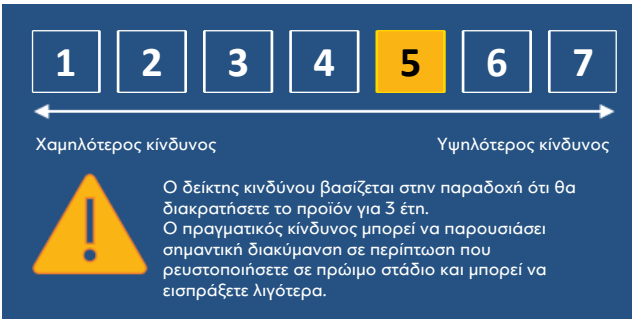 1 2 3 4 5 6 7
Χαμηλότερος κίνδυνος Υψηλότερος κίνδυνος
Ο δείκτης κινδύνου βασίζεται στην παραδοχή ότι θα
διακρατήσετε το προϊόν για 3 έτη.
Ο πραγματικός κίνδυνος μπορεί να παρουσιάσει
σημαντική διακύμανση σε περίπτωση που
ρευστοποιήσετε σε πρώιμο στάδιο και μπορεί να
εισπράξετε λιγότερα.